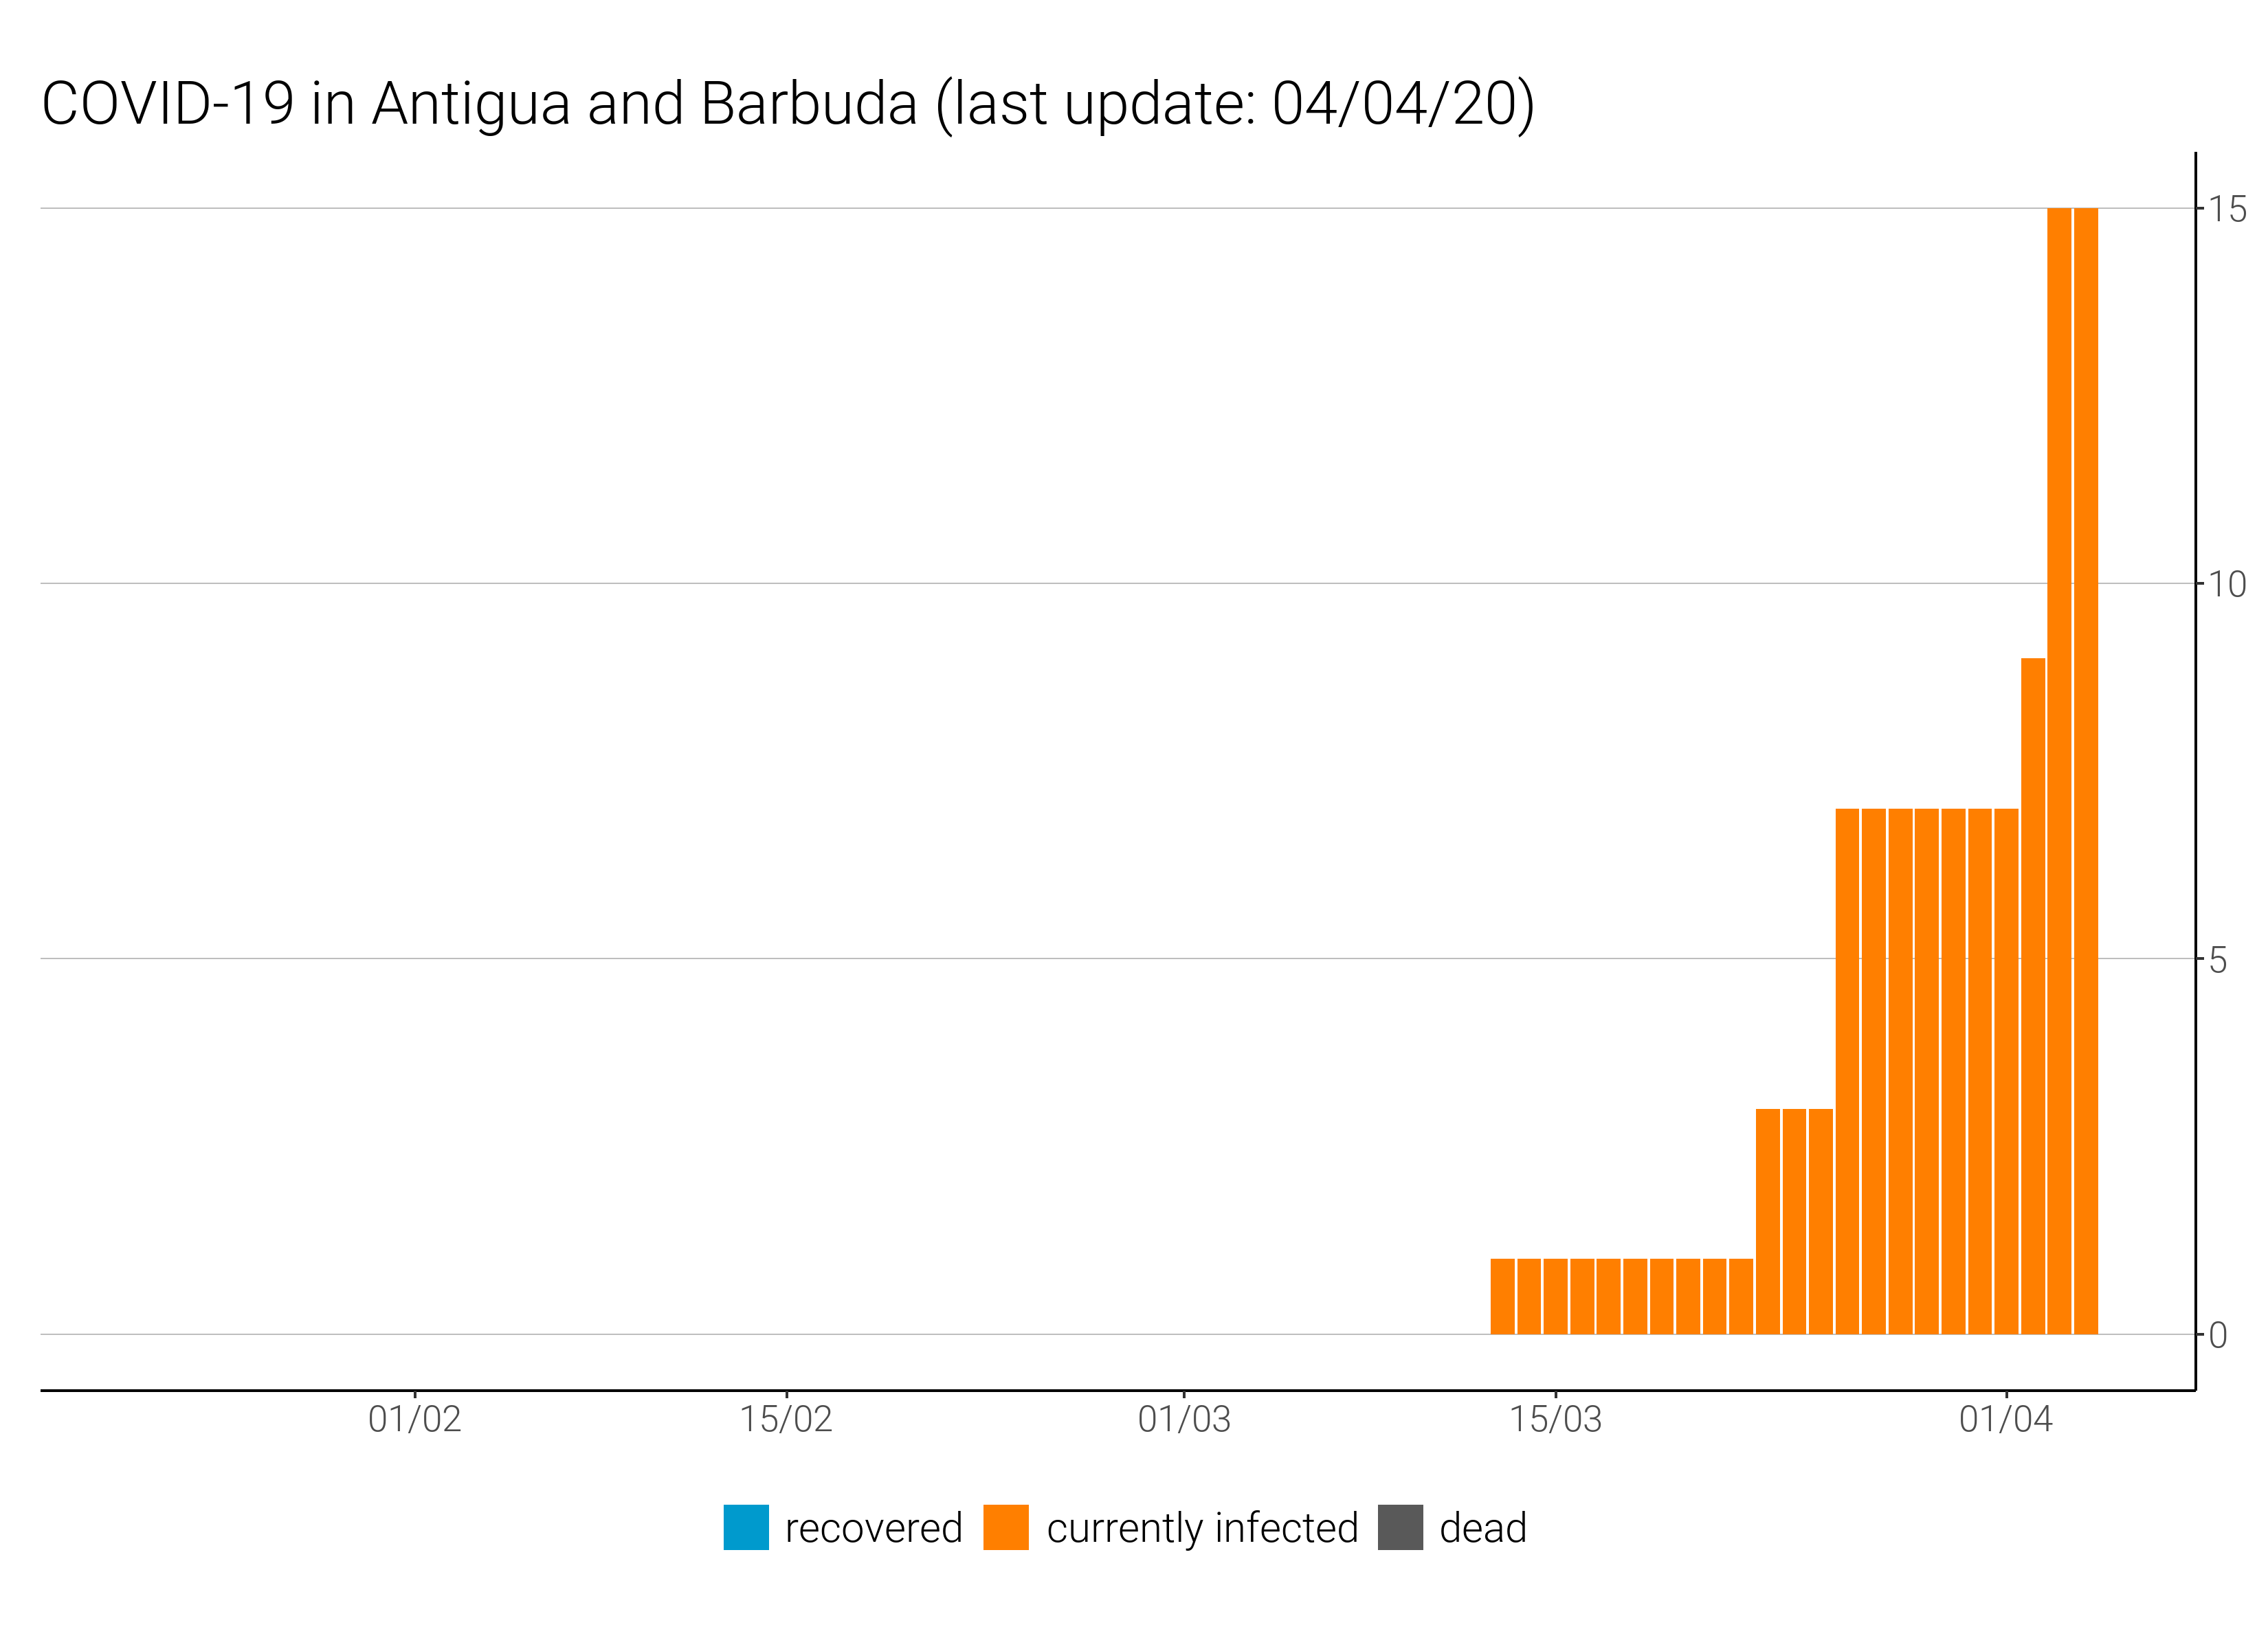 COVID-19 in Antigua and Barbuda (last update: 04/04/20)
15
10
5
0
01/02 15/02 01/03 15/03 01/04
recovered currently infected dead